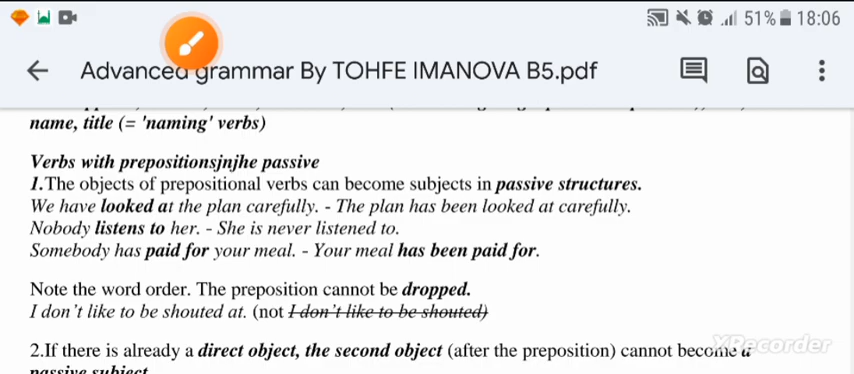 51% 18:06
Advanced grammar By TOHFE IMANOVA B5.pdf
name, title (= 'naming' verbs)
Verbs with prepositionsjnjhe passive
1.The objects of prepositional verbs can become subjects in passive structures.
We have looked at the plan carefully. - The plan has been looked at carefully.
Nobody listens to her. - She is never listened to.
Somebody has paid for your meal. - Your meal has been paid for.
Note the word order. The preposition cannot be dropped.
I don't like to be shouted at. (not I don't like to be shouted)
XRecorder
2.If there is already a direct object, the second object (after the preposition) cannot become a
passive subject